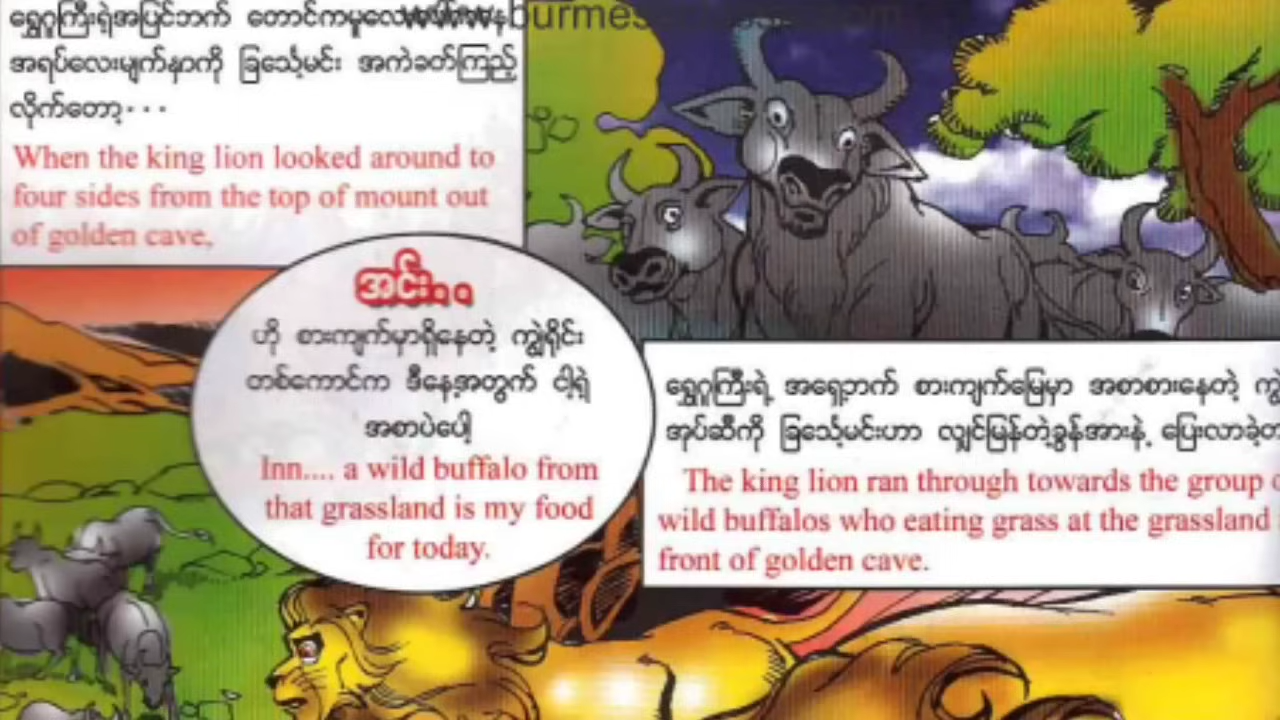 ရွှေဂူကြီးရဲ့အပြင်ဘက် တောင်ကမူလေး
အရပ်လေးမျက်နှာကို ခြင်္သေ့မင်း အကဲခတ်ကြည့်
လိုက်တော့...
When the king lion looked around to
four sides from the top of mount out
of golden cave,
အင်း...
ဟို စားကျက်မှာရှိနေတဲ့ ကျွဲရိုင်း
တစ်ကောင်က ဒီနေ့အတွက် ငါ့ရဲ့
အစာပဲပေါ့
Inn.... a wild buffalo from
that grassland is my food
for today.
ရွှေဂူကြီးရဲ့ အရှေ့ဘက် စားကျက်မြေမှာ အစာစားနေတဲ့
အုပ်ဆီကို ခြင်္သေ့မင်းဟာ လျှင်မြန်တဲ့ခွန်အားနဲ့ ပြေးလာခဲ့
The king lion ran through towards the group
wild buffalos who eating grass at the grassland
front of golden cave.